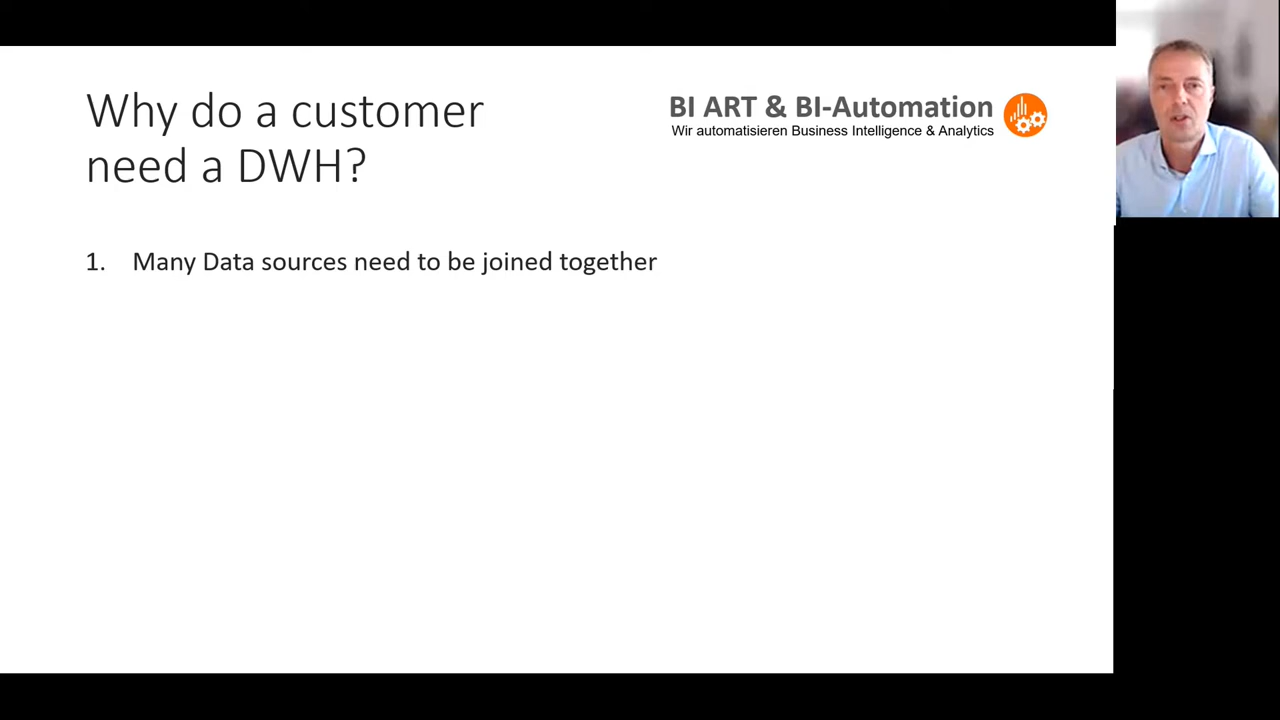 Why do a customer
need a DWH?
BI ART & BI-Automation
Wir automatisieren Business Intelligence & Analytics
1. Many Data sources need to be joined together